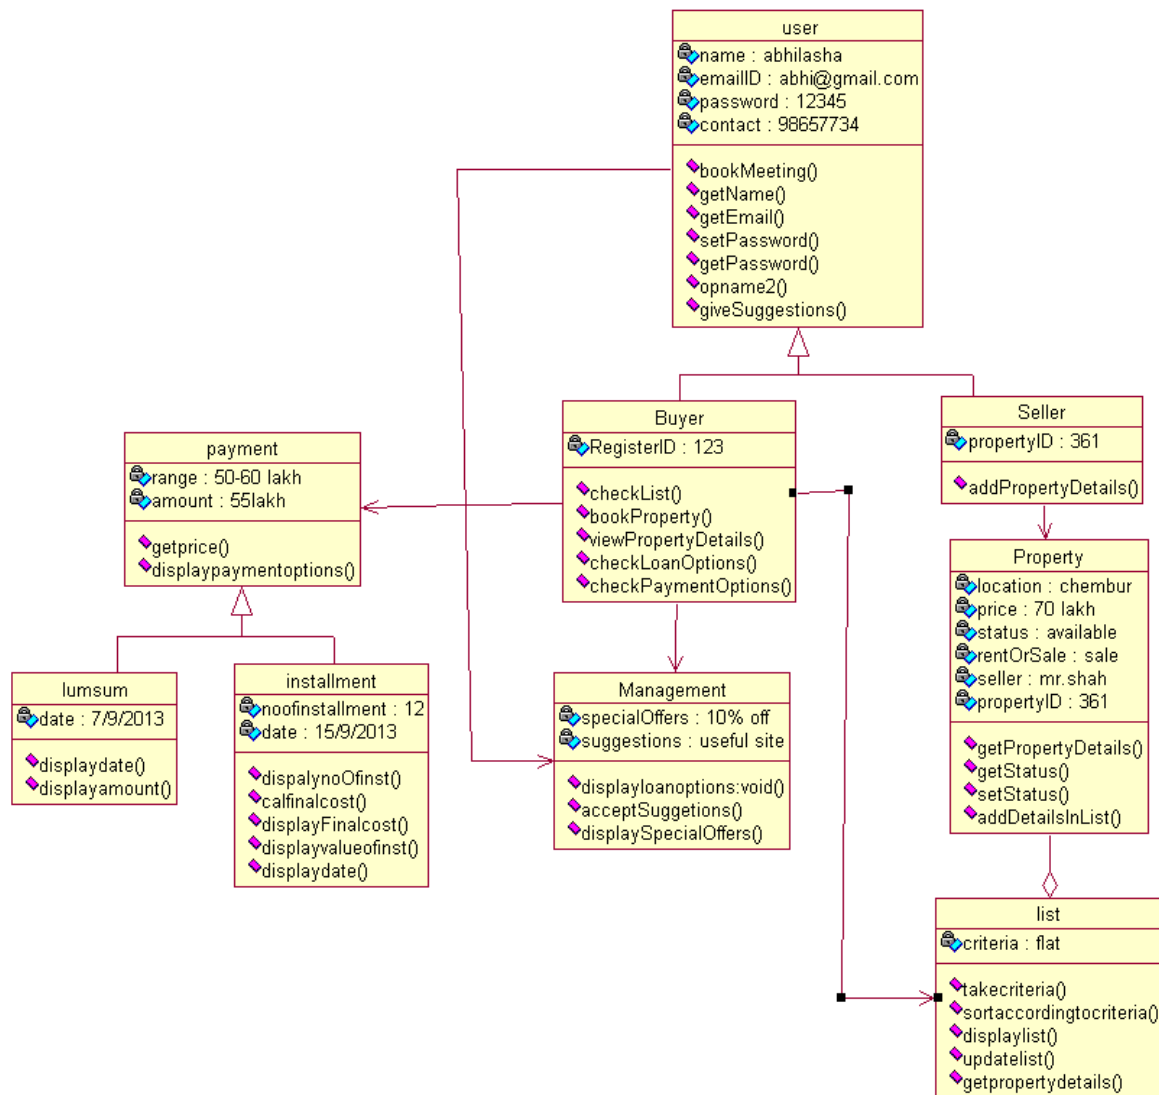 user
name : abhilasha
emailID : abhi@gmail.com
password : 12345
contact : 98657734
bookMeeting()
getName()
getEmail()
setPassword()
getPassword()
opname2()
giveSuggestions()
Buyer
RegisterID : 123
checkList()
bookProperty()
viewPropertyDetails()
checkLoanOptions()
checkPaymentOptions()
Seller
propertyID : 361
addPropertyDetails()
payment
range : 50-60 lakh
amount : 55lakh
getprice()
displaypaymentoptions()
Property
location : chembur
price : 70 lakh
status : available
rentOrSale : sale
seller : mr.shah
propertyID : 361
getPropertyDetails()
getStatus()
setStatus()
addDetailsInList()
lumsum
date : 7/9/2013
displaydate()
displayamount()
installment
noofinstallment : 12
date : 15/9/2013
dispalynoOfinst()
calfinalcost()
displayFinalcost()
displayvalueofinst()
displaydate()
Management
specialOffers : 10% off
suggestions : useful site
displayloanoptions:void()
acceptSuggetions()
displaySpecialOffers()
list
criteria : flat
takecriteria()
sortaccordingtocriteria()
displaylist()
updatelist()
getpropertydetails()